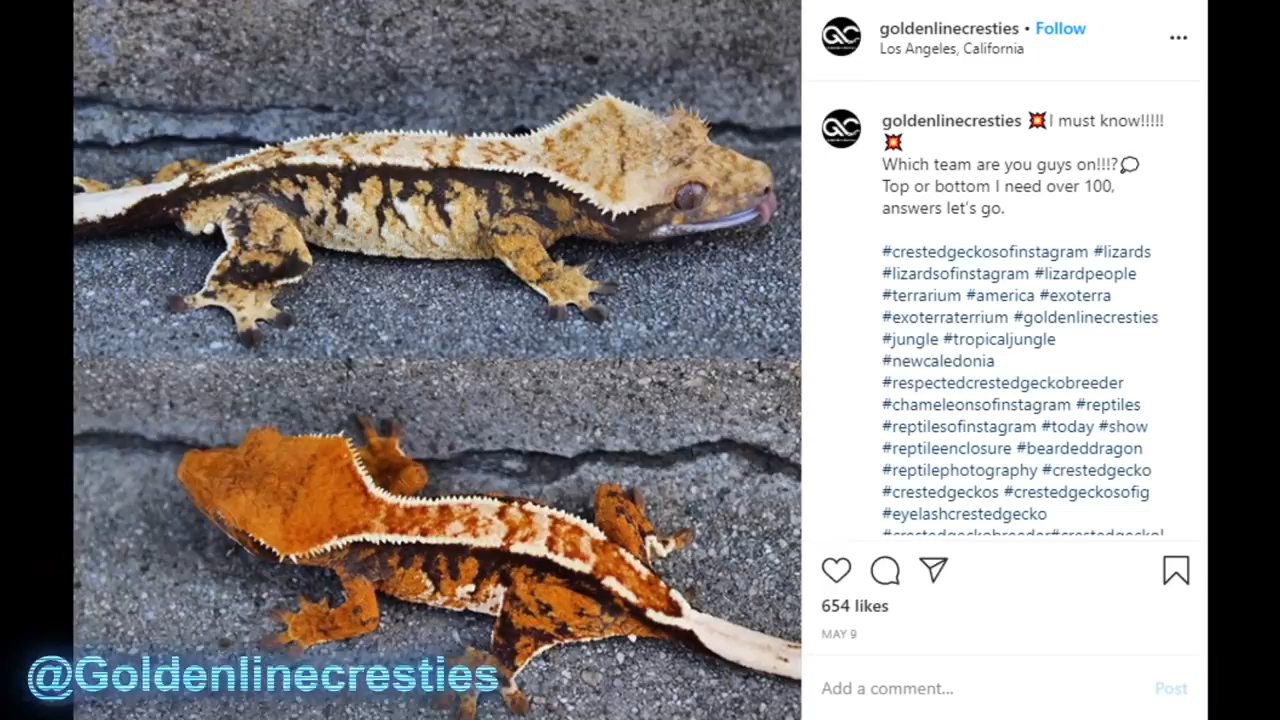 goldenlinecresties • Follow
Los Angeles, California
goldenlinecresties 💥I must know!!!!!
💥
Which team are you guys on!!!?💭
Top or bottom I need over 100,
answers let's go.
#crestedgeckosofinstagram #lizards
#lizardsofinstagram #lizardpeople
#terrarium #america #exoterra
#exoterraterrium #goldenlinecresties
#jungle #tropicaljungle
#newcaledonia
#respectedcrestedgeckobreeder
#chameleonsofinstagram #reptiles
#reptilesofinstagram #today #show
#reptileenclosure #beardeddragon
#reptilephotography #crestedgecko
#crestedgeckos #crestedgeckosofig
#eyelashcrestedgecko
654 likes
MAY 9
Add a comment...
Post
@Goldenlinecresties